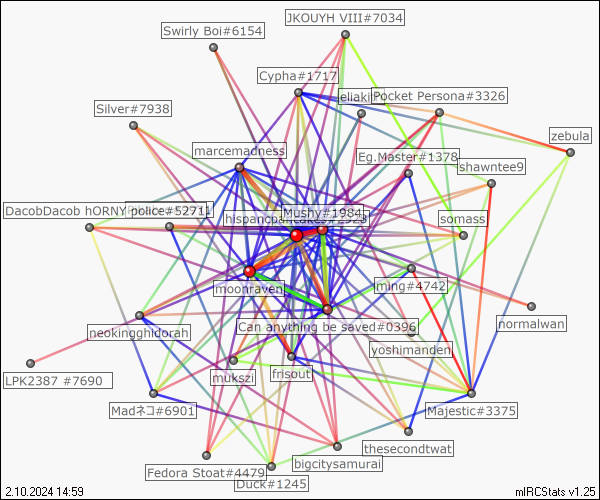 JKOUYH VIII#7034
Swirly Boi#6154
Cypha#1717
eliaki
Pocket Persona#3326
Silver#7938
zebula
marcemadness
Eg.Master#1378
shawntee9
DacobDacob hORNY police#52711
Mushy#1984
somass
moonraven
ming#4742
normalwan
neokingghidorah
Can anything be saved#0396
yoshimanden
LPK2387 #7690
mukszi
frisout
Madネコ#6901
Majestic#3375
thesecondtwat
bigcitysamurai
Fedora Stoat#4479
Duck#1245
2.10.2024 14:59
mIRCStats v1.25